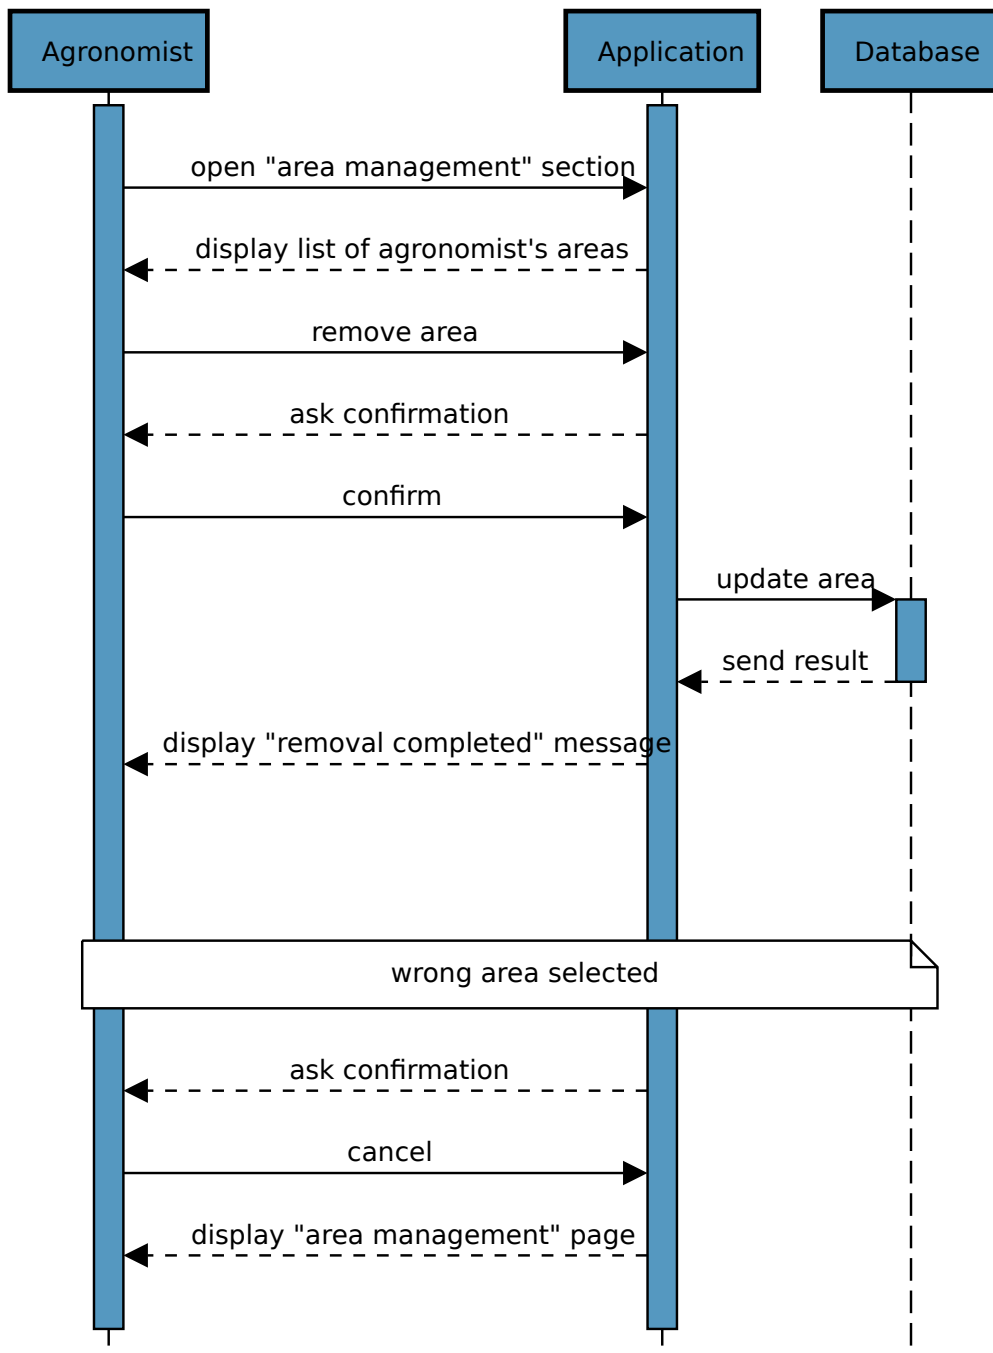 Agronomist
Application
Database
open "area management" section
display list of agronomist's areas
remove area
ask confirmation
confirm
update area
send result
display "removal completed" message
wrong area selected
ask confirmation
cancel
display "area management" page